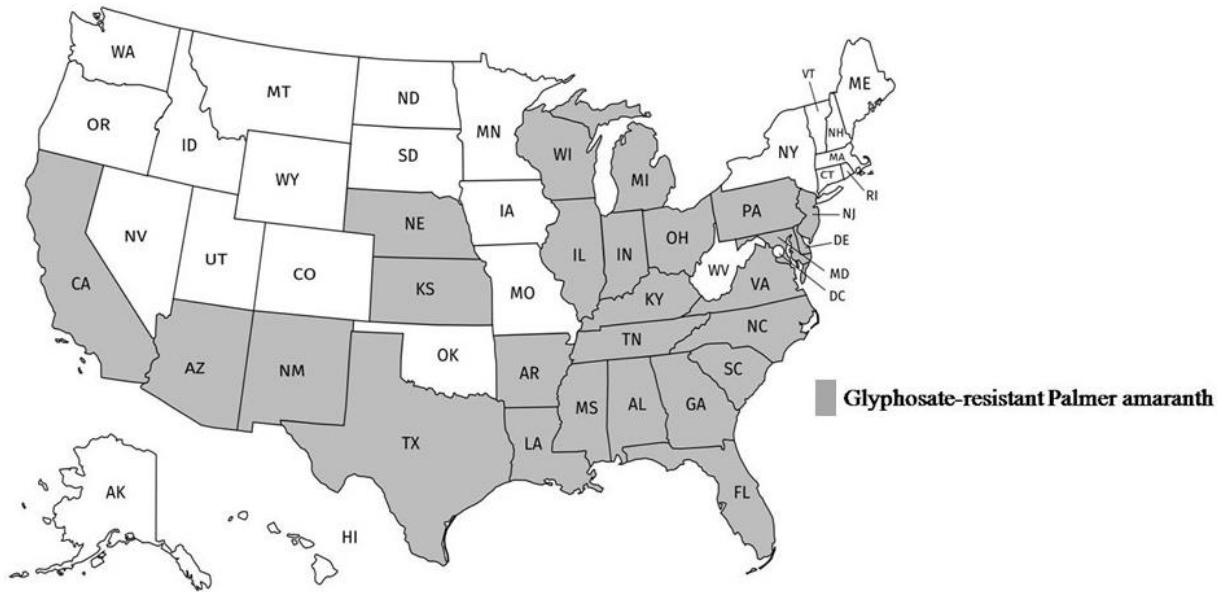 WA
MT
ND
MN
VT
ME
OR
ID
SD
WI
NY
NH
MA
WY
MI
CT
RI
IA
NE
PA
NJ
NV
IL
IN
OH
DE
UT
CO
WV
MD
CA
KS
MO
VA
DC
KY
NC
TN
OK
AZ
NM
AR
SC
Glyphosate-resistant Palmer amaranth
MS
AL
GA
TX
LA
AK
FL
HI